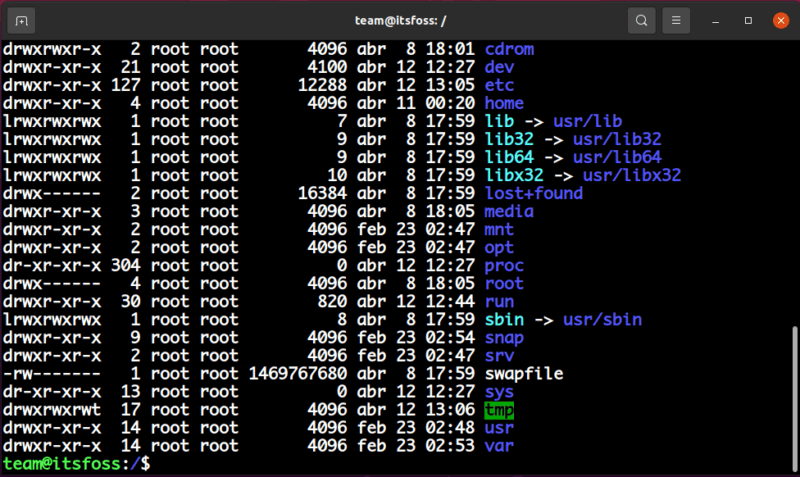 team@itsfoss: /
drwxrwxr-x   2 root root       4096 abr  8 18:01 cdrom
drwxr-xr-x  21 root root       4100 abr 12 12:27 dev
drwxr-xr-x 127 root root      12288 abr 12 13:05 etc
drwxr-xr-x   4 root root       4096 abr 11 00:20 home
lrwxrwxrwx   1 root root          7 abr  8 17:59 lib -> usr/lib
lrwxrwxrwx   1 root root          9 abr  8 17:59 lib32 -> usr/lib32
lrwxrwxrwx   1 root root          9 abr  8 17:59 lib64 -> usr/lib64
lrwxrwxrwx   1 root root         10 abr  8 17:59 libx32 -> usr/libx32
drwx------   2 root root      16384 abr  8 17:59 lost+found
drwxr-xr-x   3 root root       4096 abr  8 18:05 media
drwxr-xr-x   2 root root       4096 feb 23 02:47 mnt
drwxr-xr-x   2 root root       4096 feb 23 02:47 opt
dr-xr-xr-x 304 root root          0 abr 12 12:27 proc
drwx------   4 root root       4096 abr  8 18:05 root
drwxr-xr-x  30 root root        820 abr 12 12:44 run
lrwxrwxrwx   1 root root          8 abr  8 17:59 sbin -> usr/sbin
drwxr-xr-x   9 root root       4096 feb 23 02:54 snap
drwxr-xr-x   2 root root       4096 feb 23 02:47 srv
-rw-------   1 root root 1469767680 abr  8 17:59 swapfile
dr-xr-xr-x  13 root root          0 abr 12 12:27 sys
drwxrwxrwt  17 root root       4096 abr 12 13:06 tmp
drwxr-xr-x  14 root root       4096 feb 23 02:48 usr
drwxr-xr-x  14 root root       4096 feb 23 02:53 var
team@itsfoss:/$